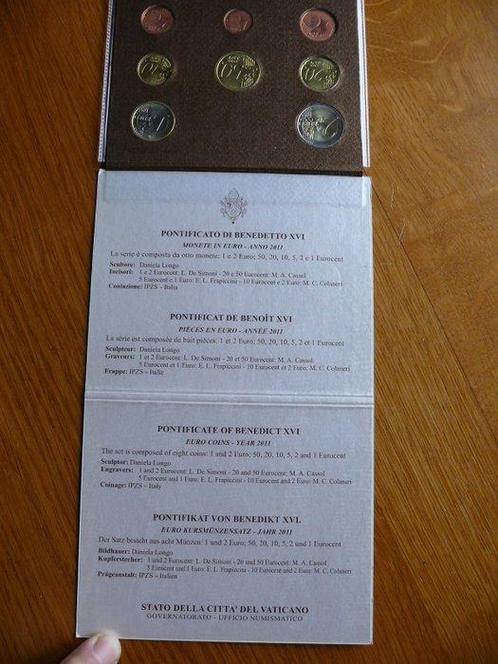 PONTIFICATO DI BENEDETTO XVI
MONETE IN EURO - ANNO 2011
La serie è composta da otto monete: 1 e 2 Euro; 50, 20, 10, 5, 2 e 1 Eurocent
Scultore: Daniela Longo
Incisori: 1 e 2 Eurocent: L. De Simoni - 20 e 50 Eurocent: M. A. Cassol
5 Eurocent e 1 Euro: E. L. Frapiccini - 10 Eurocent e 2 Euro: M. C. Colaneri
Coniazione: IPZS - Italia
PONTIFICAT DE BENOÎT XVI
PIÈCES EN EURO - ANNÉE 2011
La série est composée de huit pièces: 1 et 2 Euro; 50, 20, 10, 5, 2 et 1 Eurocent
Sculpteur: Daniela Longo
Graveurs: 1 et 2 Eurocent: L. De Simoni - 20 et 50 Eurocent: M. A. Cassol
5 Eurocent et 1 Euro: E. L. Frapiccini - 10 Eurocent et 2 Euro: M. C. Colaneri
Frappe: IPZS - Italie
PONTIFICATE OF BENEDICT XVI
EURO COINS - YEAR 2011
The set is composed of eight coins: 1 and 2 Euro; 50, 20, 10, 5, 2 and 1 Eurocent
Sculptor: Daniela Longo
Engravers: 1 and 2 Eurocent: L. De Simoni - 20 and 50 Eurocent: M. A. Cassol
5 Eurocent and 1 Euro: E. L. Frapiccini - 10 Eurocent and 2 Euro: M. C. Colaneri
Coinage: IPZS - Italy
PONTIFIKAT VON BENEDIKT XVI.
EURO KURSMÜNZENSATZ - JAHR 2011
Der Satz besteht aus acht Münzen: 1 und 2 Euro; 50, 20, 10, 5, 2 und 1 Eurocent
Bildhauer: Daniela Longo
Kupferstecher: 1 und 2 Eurocent: L. De Simoni - 20 und 50 Eurocent: M. A. Cassol
5 Eurocent und 1 Euro: E. L. Frapiccini - 10 Eurocent und 2 Euro: M. C. Colaneri
Prägeanstalt: IPZS - Italien
STATO DELLA CITTA' DEL VATICANO
GOVERNATORATO - UFFICIO NUMISMATICO